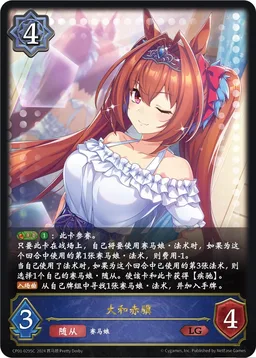 4
1：此卡参赛。
只要此卡在战场上，自己将要使用赛马娘・法术时，如果为这
个回合中使用的第1张赛马娘・法术，则费用-1。
当自己使用了法术时，如果为这个回合中已使用的第3张法术，则
选择1个自己的赛马娘・随从。使该卡和此卡获得【疾驰】。
入场曲 从自己牌组中寻找1张赛马娘・法术，并加入手牌。
大和赤骥
3
随从 赛马娘
LG
4